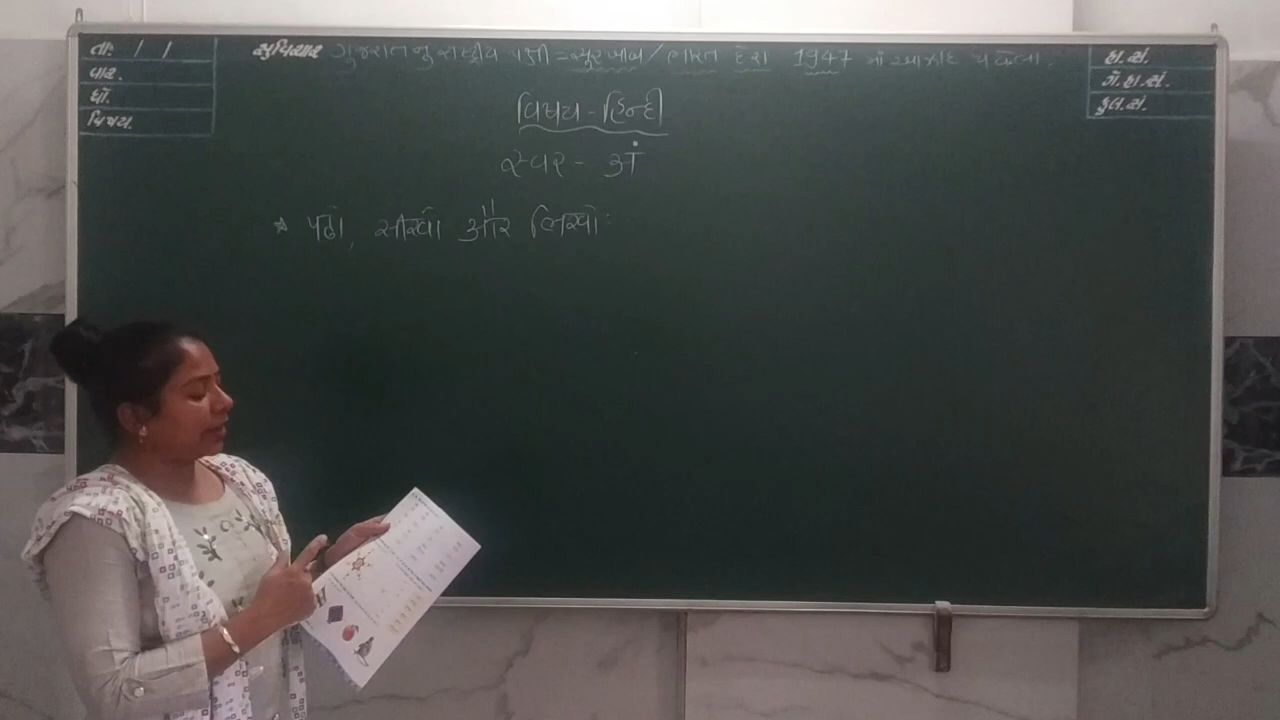 તા: / /
વાર.
ધો.
વિષય.
સુવિચાર ગુજરાતનુ રાષ્ટ્રીય પક્ષી = સુરખાબ / ભારત દેશ 1947 માં આઝાદ થયેલો.
હા.સં.
ગે.હા.સં.
કુલ.સં.
विषय - हिन्दी
स्वर - अं
* पढो, सीखो और लिखो: